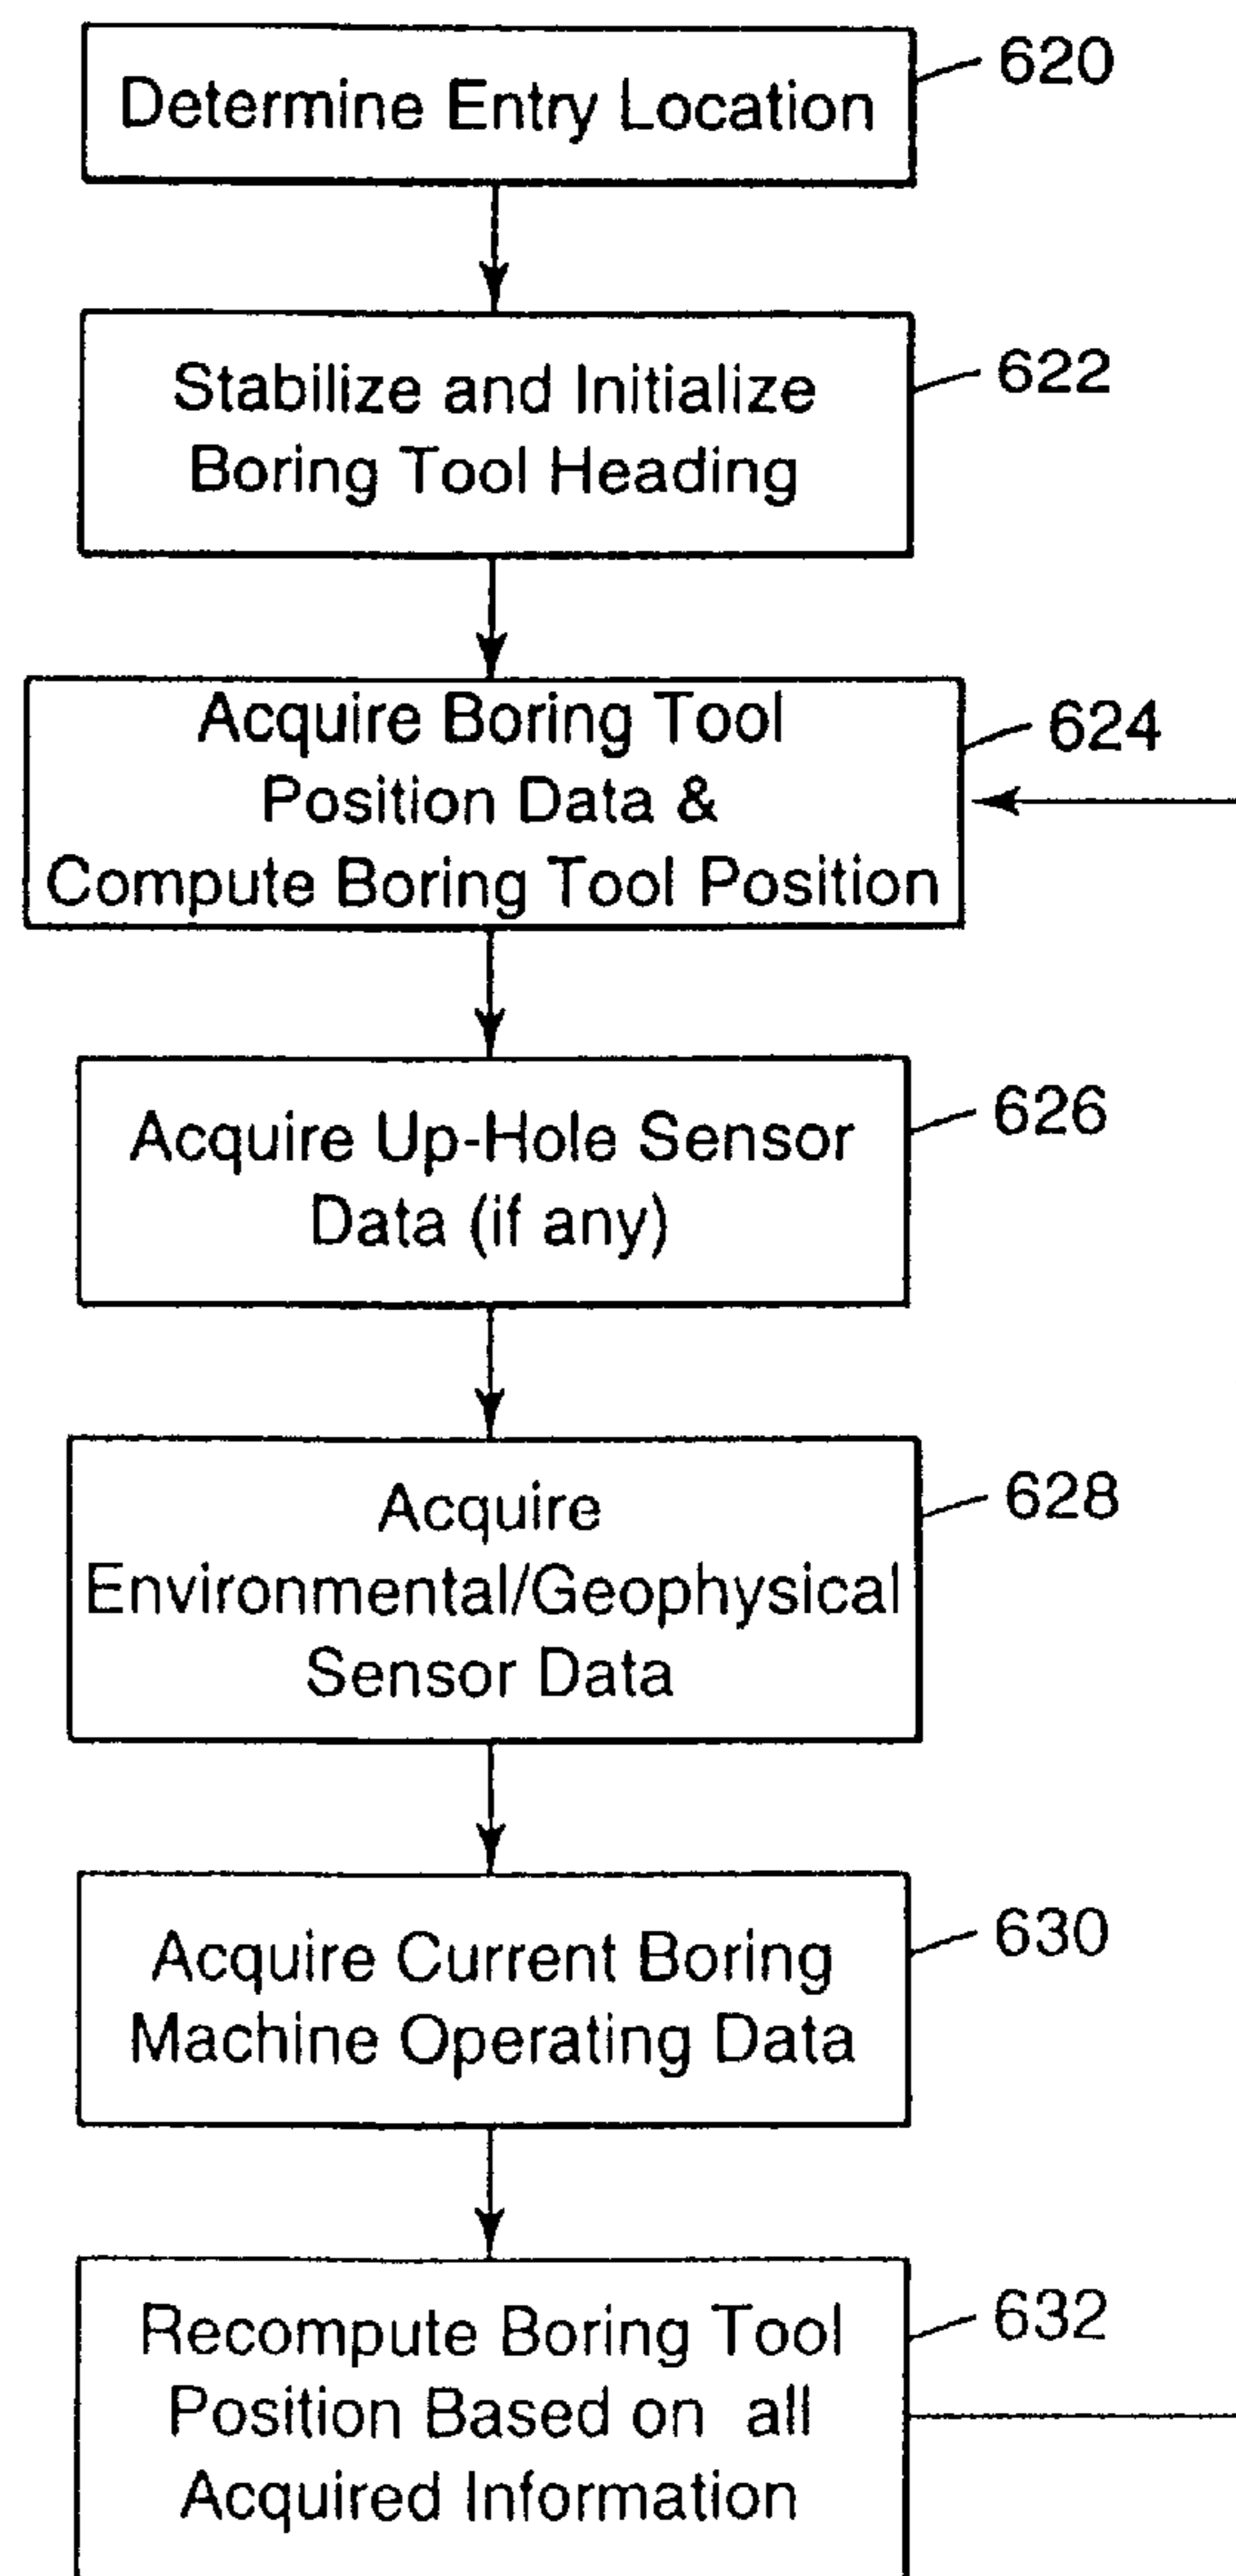 Determine Entry Location
620
Stabilize and Initialize
Boring Tool Heading
622
Acquire Boring Tool
Position Data &
Compute Boring Tool Position
624
Acquire Up-Hole Sensor
Data (if any)
626
Acquire
Environmental/Geophysical
Sensor Data
628
Acquire Current Boring
Machine Operating Data
630
Recompute Boring Tool
Position Based on all
Acquired Information
632